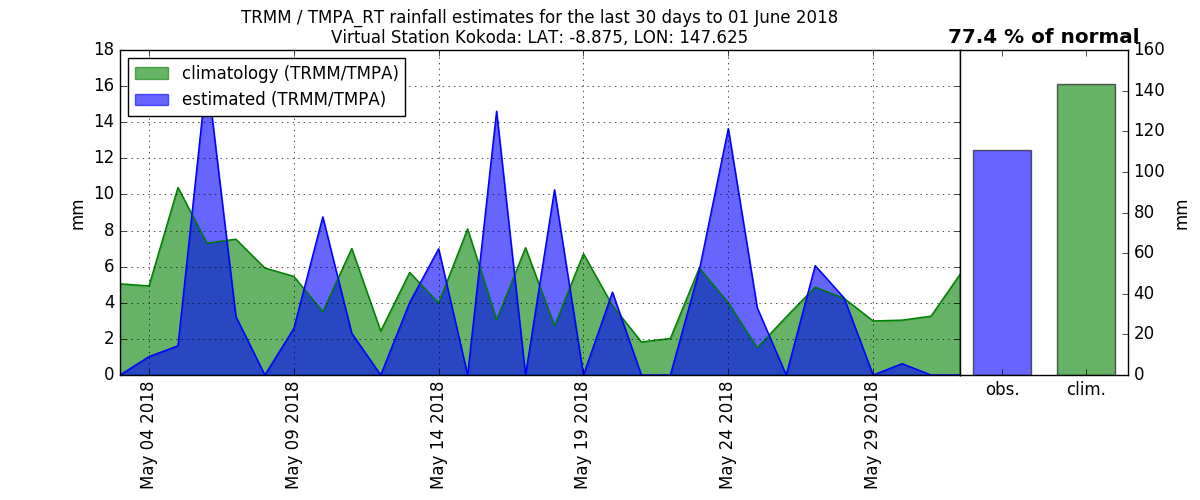 TRMM / TMPA_RT rainfall estimates for the last 30 days to 01 June 2018
Virtual Station Kokoda: LAT: -8.875, LON: 147.625
77.4 % of normal
climatology (TRMM/TMPA)
estimated (TRMM/TMPA)
mm
18
16
14
12
10
8
6
4
2
0
May 04 2018
May 09 2018
May 14 2018
May 19 2018
May 24 2018
May 29 2018
160
140
120
100
80
60
40
20
0
mm
obs.
clim.